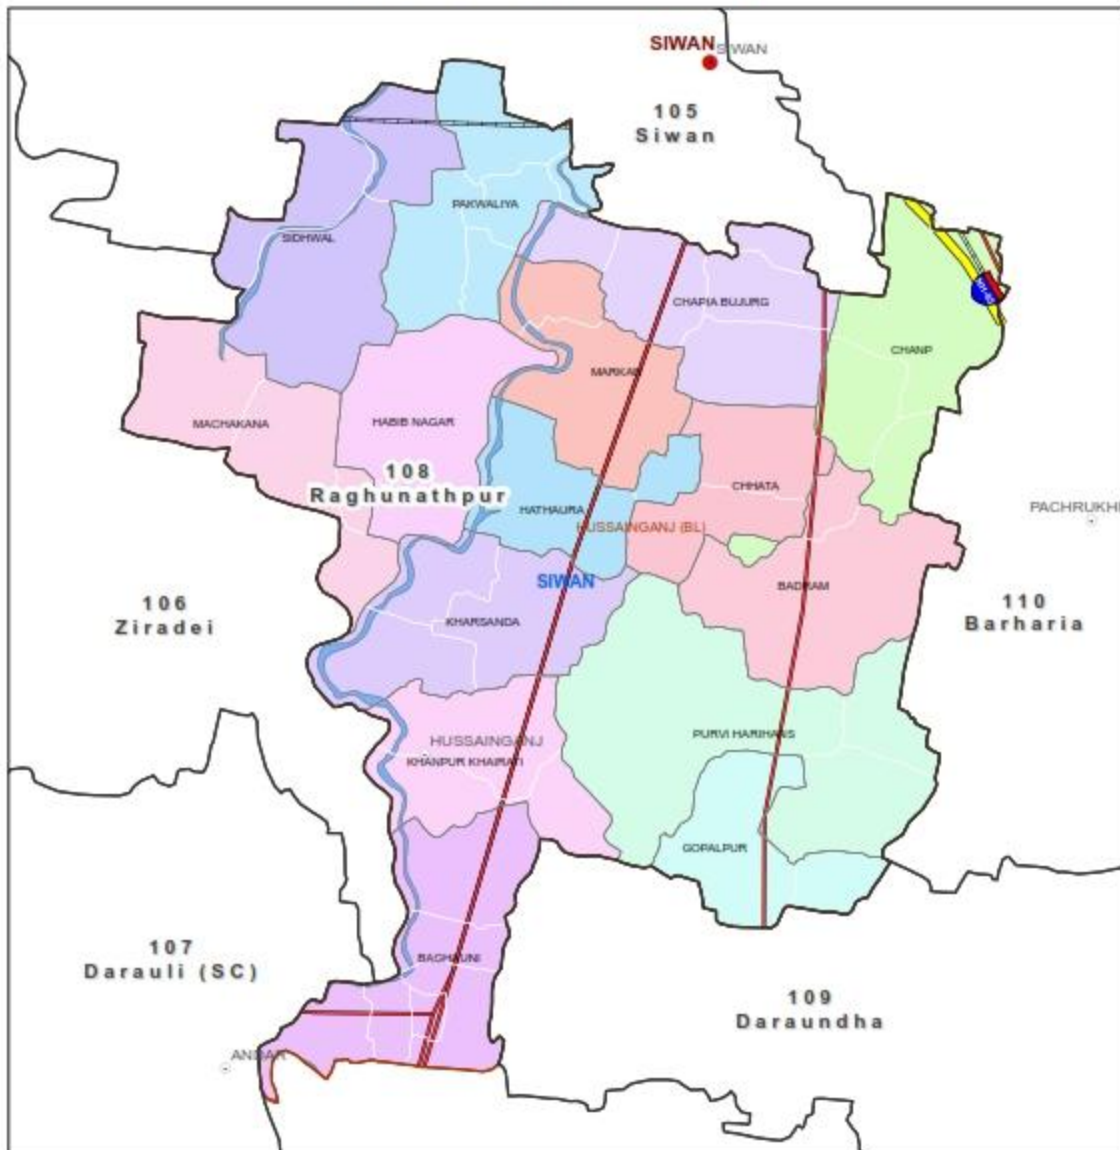 SIWAN
SIWAN
105
Siwan
PAKWALIYA
SIDHWAL
CHAPIA BUJURG
CHANP
MARKAN
MACHAKANA
HABIB NAGAR
108
Raghunathpur
CHHATA
HATHAURA
HUSSAINGANJ (BL)
PACHRUKHI
SIWAN
BADRAM
106
Ziradei
110
Barharia
KHARSANDA
PURVI HARIHANS
HUSSAINGANJ
KHANPUR KHAIRATI
GOPALPUR
107
Darauli (SC)
BAGHAUNI
109
Daraundha
ANDAR